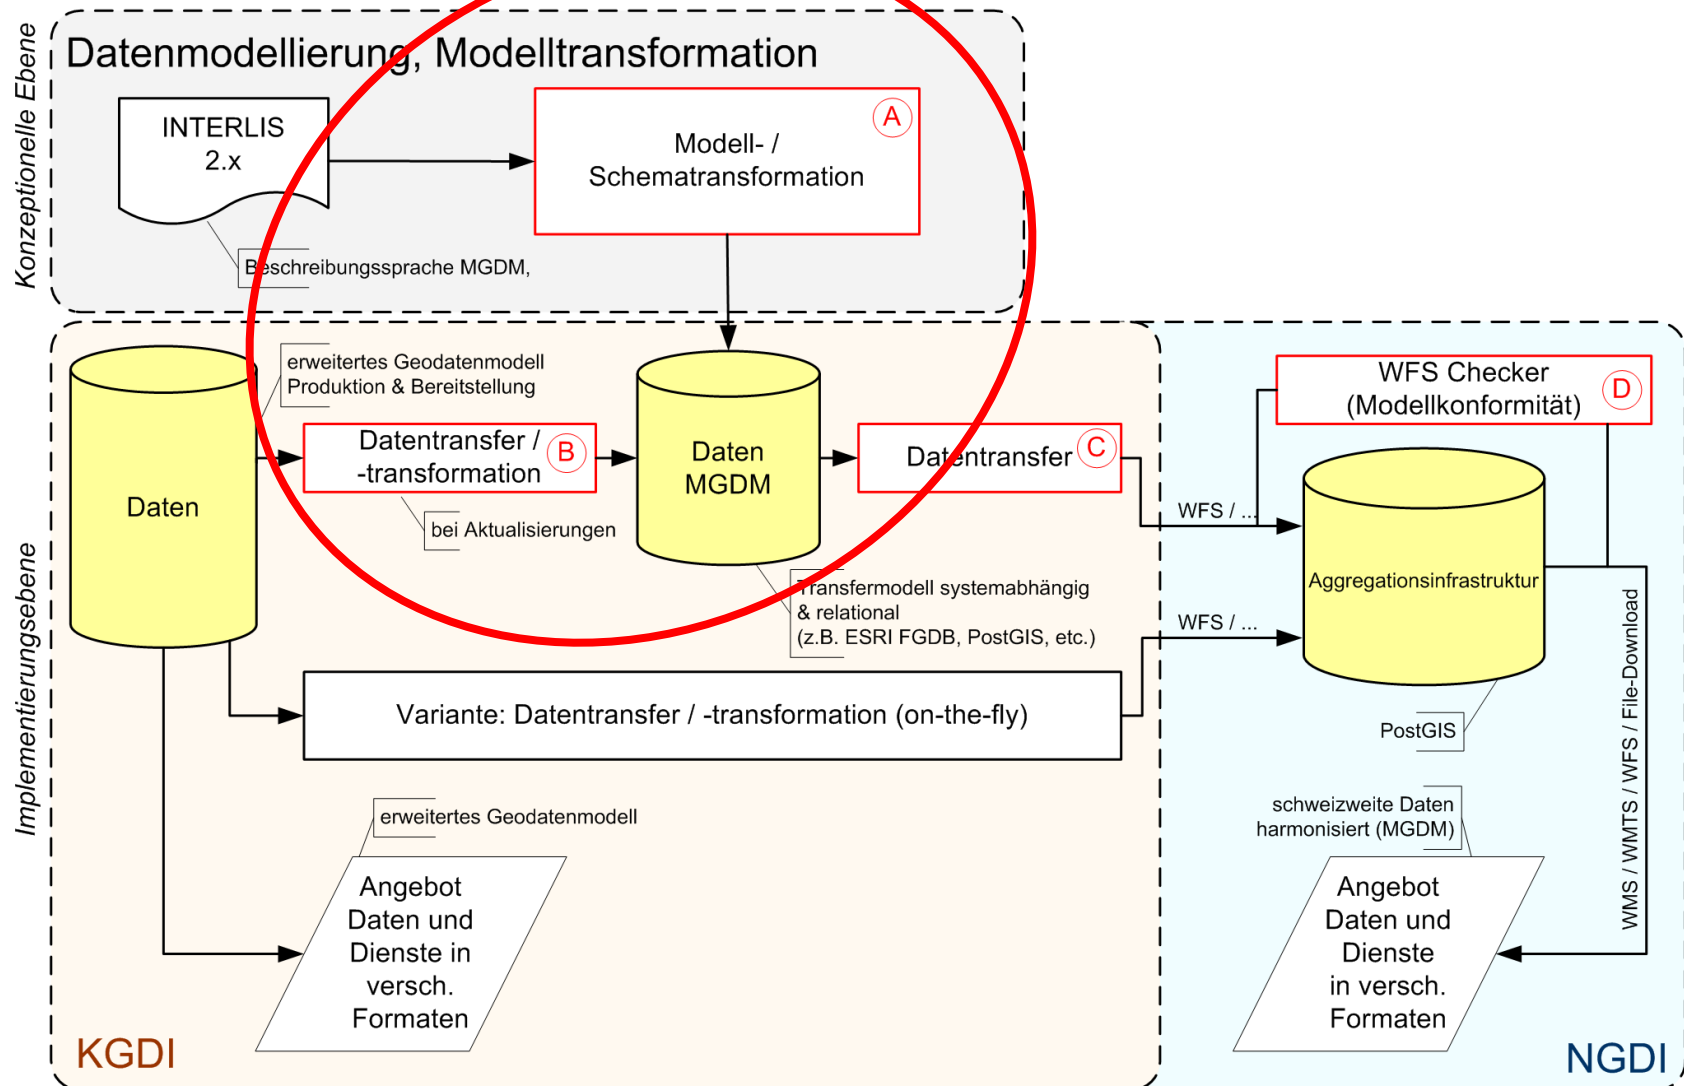 Konzeptionelle Ebene
Datenmodellierung, Modelltransformation
INTERLIS
2.x
A
Modell- /
Schematransformation
Beschreibungssprache MGDM,
Implementierungsebene
erweitertes Geodatenmodell
Produktion & Bereitstellung
Daten
Datentransfer /
-transformation
B
bei Aktualisierungen
Daten
MGDM
Datentransfer
C
Transfermodell systemabhängig
& relational
(z.B. ESRI FGDB, PostGIS, etc.)
WFS / ...
WFS / ...
WFS Checker
(Modellkonformität)
D
Aggregationsinfrastruktur
PostGIS
WMS / WMTS / WFS / File-Download
Variante: Datentransfer / -transformation (on-the-fly)
erweitertes Geodatenmodell
Angebot
Daten und
Dienste in
versch.
Formaten
schweizweite Daten
harmonisiert (MGDM)
Angebot
Daten und
Dienste
in versch.
Formaten
KGDI
NGDI